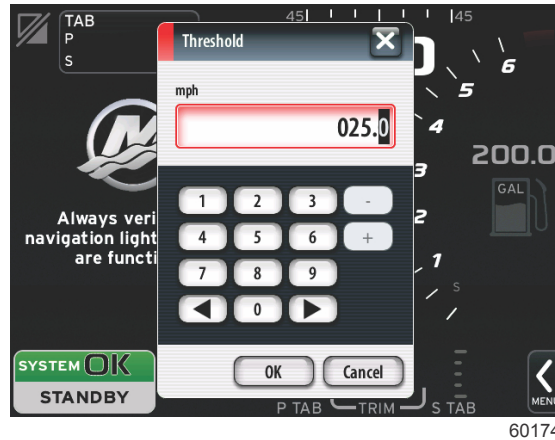 TAB
P
S
45 45
Threshold
mph
025.0
6
5
4
3
2
1
S
200.0
GAL
Always veri
navigation light
are functi
1 2 3 -
4 5 6 +
7 8 9
0
OK Cancel
SYSTEM OK
STANDBY
P TAB TRIM S TAB
MENU
60174